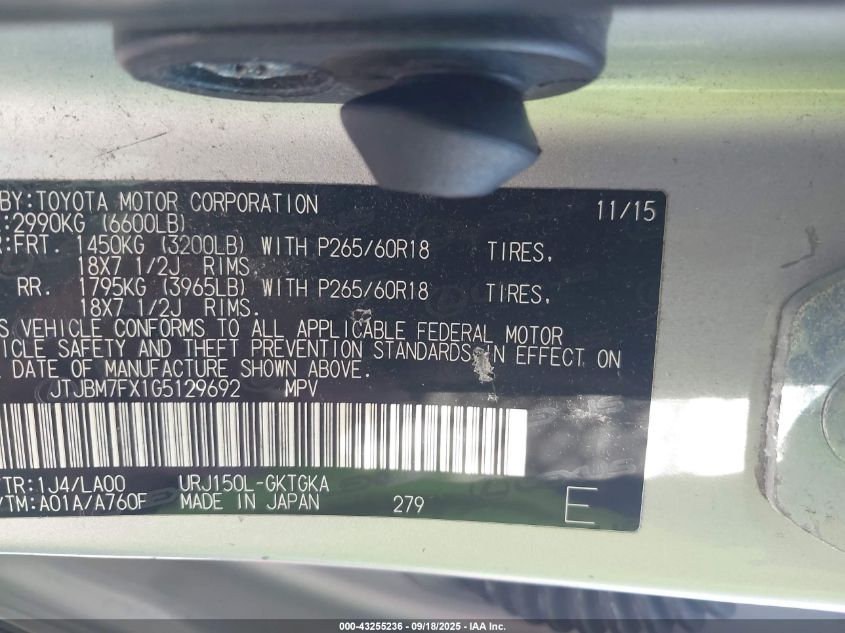 BY:TOYOTA MOTOR CORPORATION 11/15
:2990KG (6600LB)
R:FRT. 1450KG (3200LB) WITH P265/60R18 TIRES,
18X7 1/2J RIMS.
RR. 1795KG (3965LB) WITH P265/60R18 TIRES,
18X7 1/2J RIMS.
S VEHICLE CONFORMS TO ALL APPLICABLE FEDERAL MOTOR
ICLE SAFETY AND THEFT PREVENTION STANDARDS IN EFFECT ON
DATE OF MANUFACTURE SHOWN ABOVE.
JTJBM7FX1G5129692 MPV
TR:1J4/LA00 URJ150L-GKTGKA
/TM:A01A/A760F MADE IN JAPAN 279 E
000-43255236 - 09/18/2025 - IAA Inc.